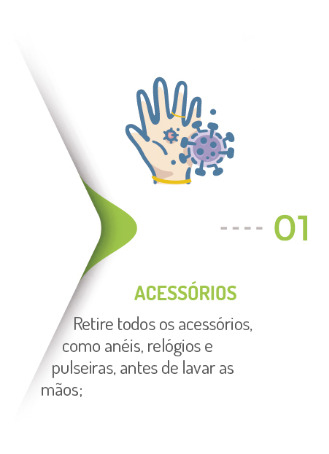 01
ACESSÓRIOS
Retire todos os acessórios,
como anéis, relógios e
pulseiras, antes de lavar as
mãos;